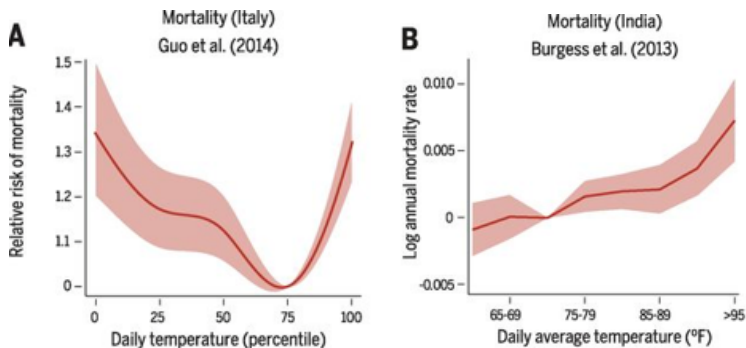 A
Mortality (Italy)
Guo et al. (2014)
Relative risk of mortality
1.5
1.4
1.3
1.2
1.1
0
0
25
50
75
100
Daily temperature (percentile)
B
Mortality (India)
Burgess et al. (2013)
Log annual mortality rate
0.010
0.005
0
-0.005
65-69
75-79
85-89
>95
Daily average temperature (ºF)